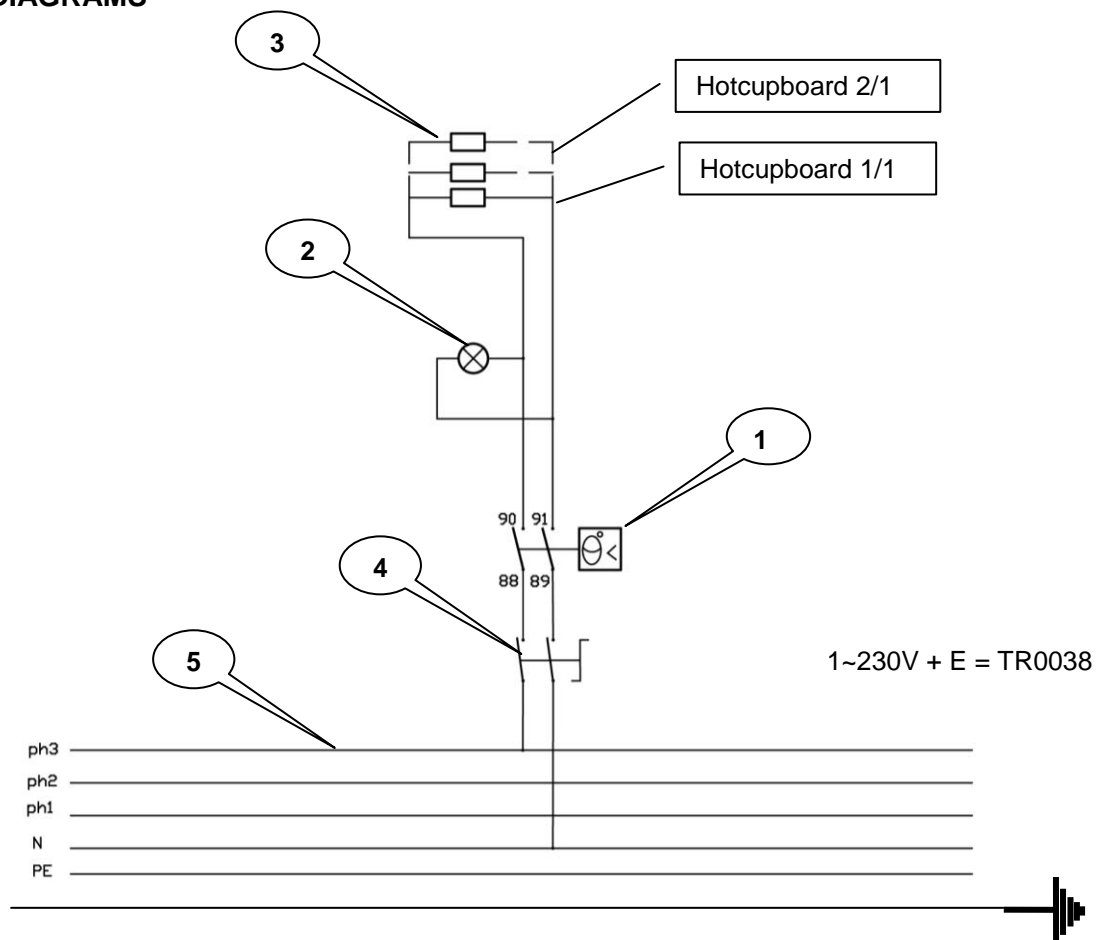 DIAGRAMS
3
Hotcupboard 2/1
Hotcupboard 1/1
2
1
90 91
88 89
4
5
1~230V + E = TR0038
ph3
ph2
ph1
N
PE